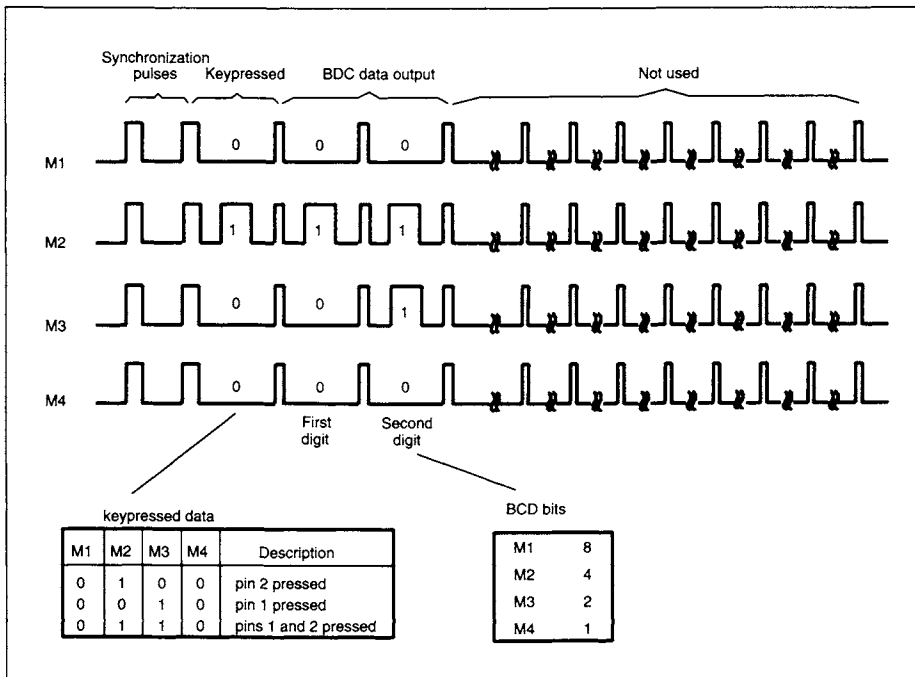 Synchronization
pulses
Keypressed
BDC data output
Not used
M1 0 0 0
M2 1 1 1
M3 0 0 1
M4 0 0 0
First
digit
Second
digit
keypressed data
M1 M2 M3 M4 Description
0 1 0 0 pin 2 pressed
0 0 1 0 pin 1 pressed
0 1 1 0 pins 1 and 2 pressed
BCD bits
M1 8
M2 4
M3 2
M4 1